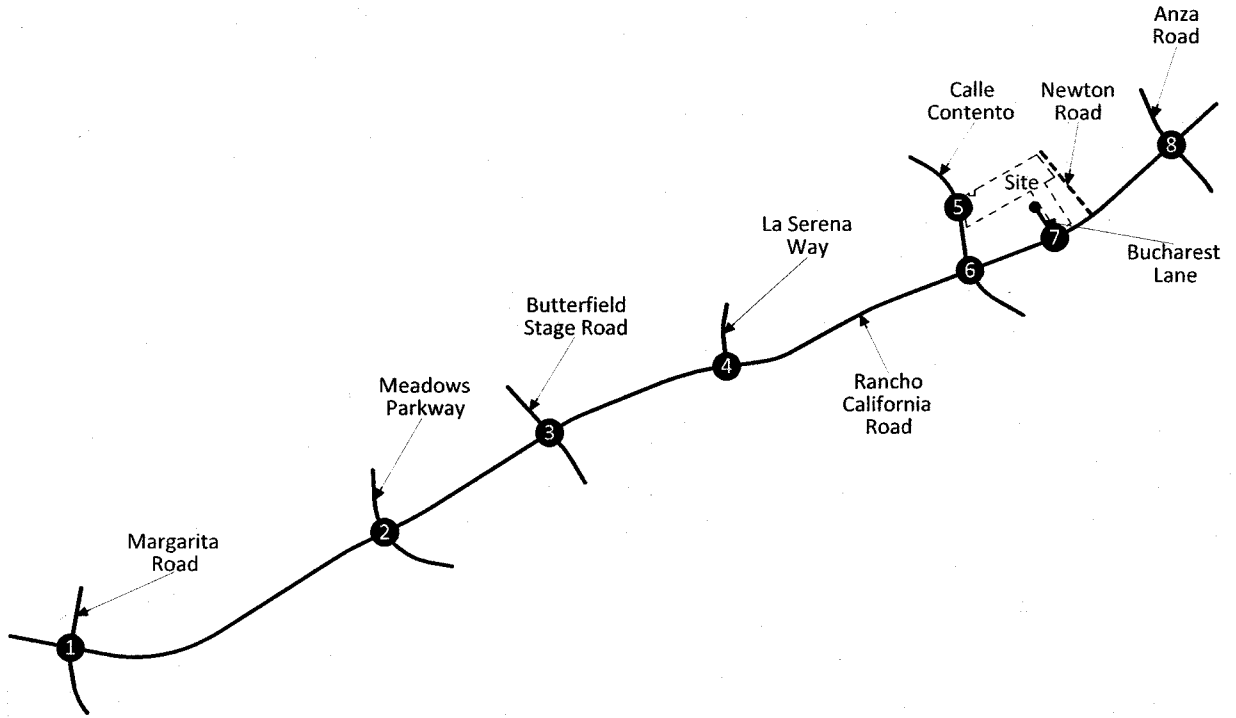 Anza
Road
Calle
Contento
Newton
Road
8
Site
5
La Serena
Way
7
Bucharest
Lane
6
Butterfield
Stage Road
4
Meadows
Parkway
Rancho
California
Road
3
2
Margarita
Road
1